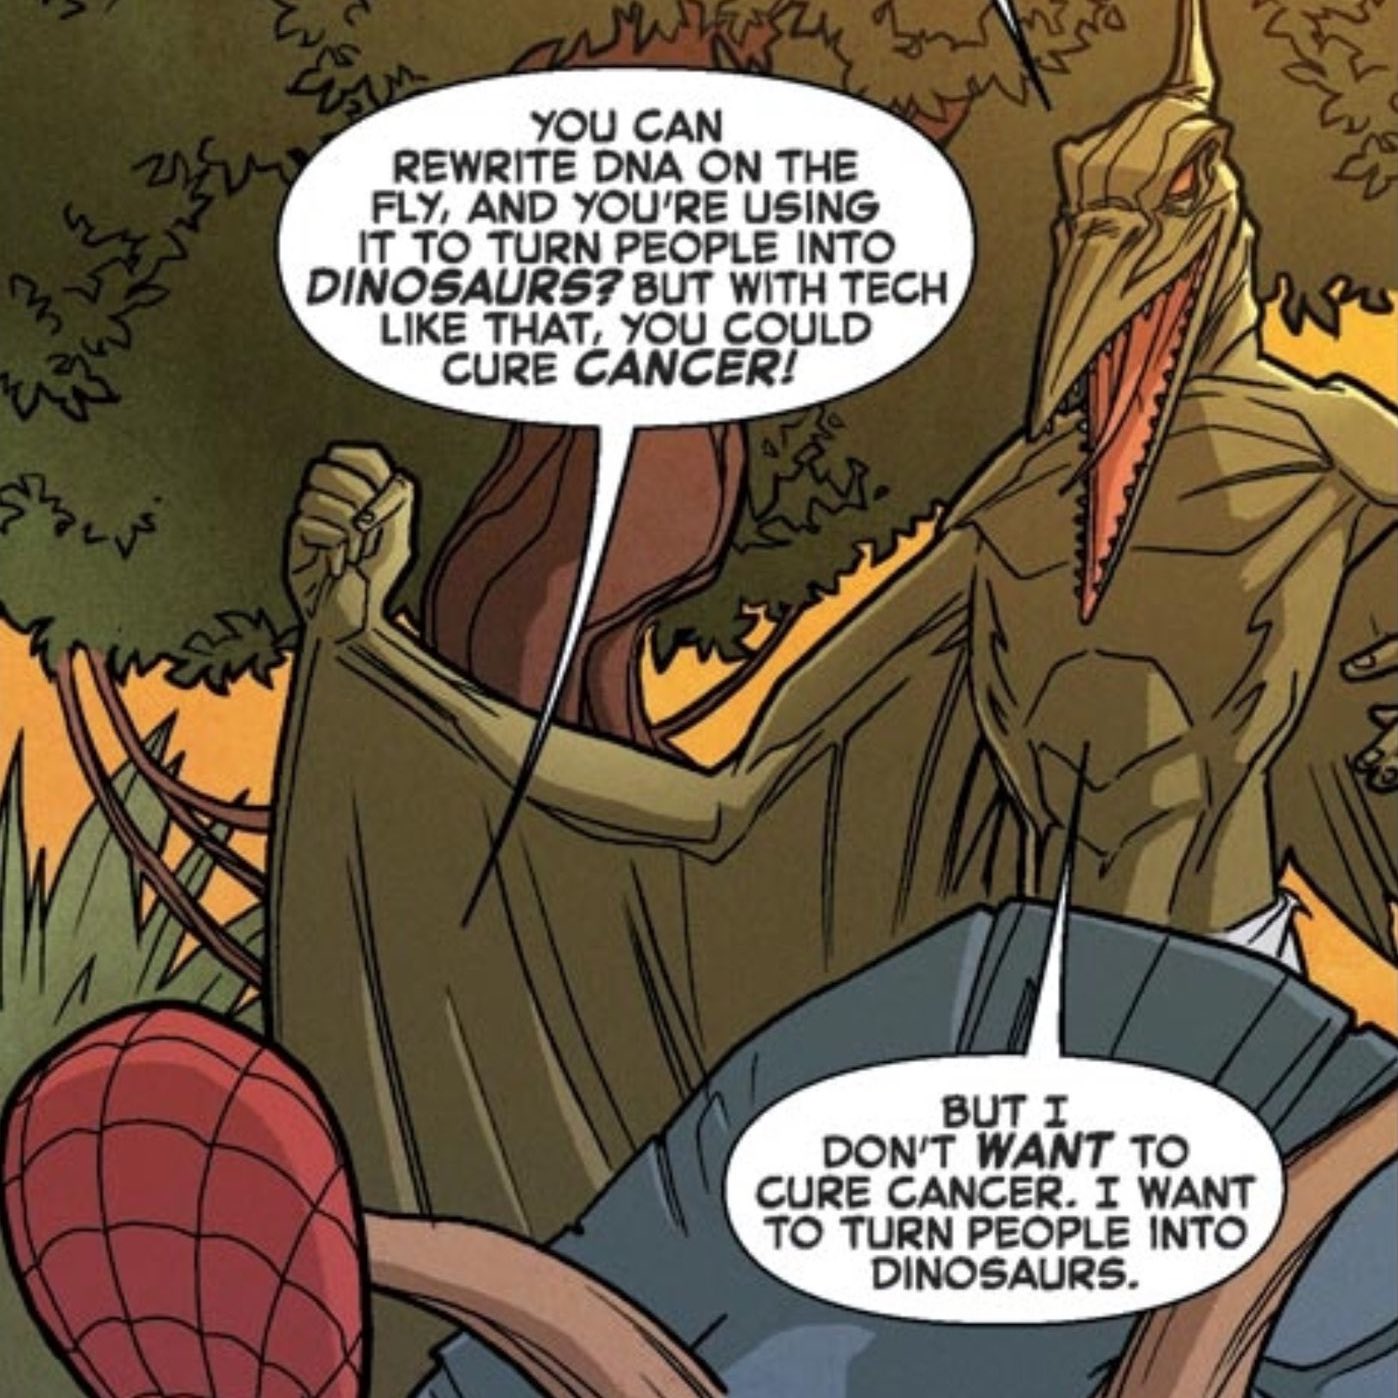 YOU CAN
REWRITE DNA ON THE
FLY, AND YOU'RE USING
IT TO TURN PEOPLE INTO
DINOSAURS? BUT WITH TECH
LIKE THAT, YOU COULD
CURE CANCER!
BUT I
DON'T WANT TO
CURE CANCER. I WANT
TO TURN PEOPLE INTO
DINOSAURS.